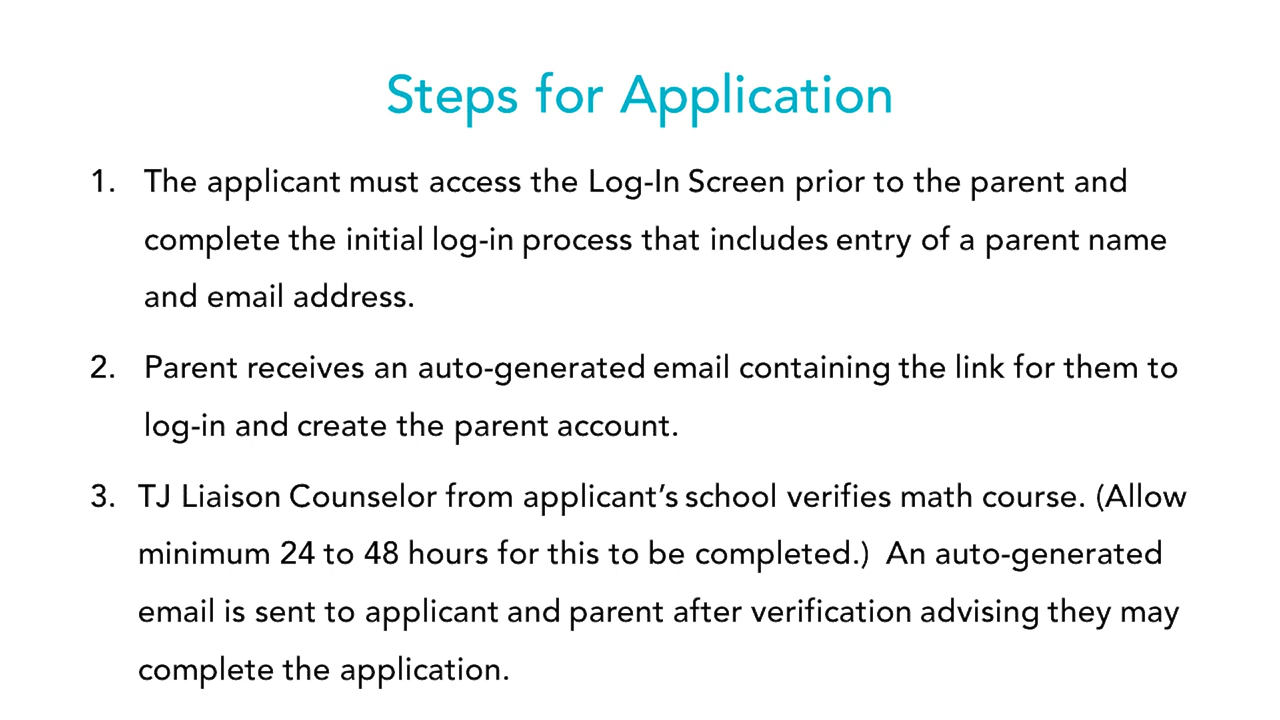 Steps for Application
1. The applicant must access the Log-In Screen prior to the parent and
complete the initial log-in process that includes entry of a parent name
and email address.
2. Parent receives an auto-generated email containing the link for them to
log-in and create the parent account.
3. TJ Liaison Counselor from applicant’s school verifies math course. (Allow
minimum 24 to 48 hours for this to be completed.)  An auto-generated
email is sent to applicant and parent after verification advising they may
complete the application.